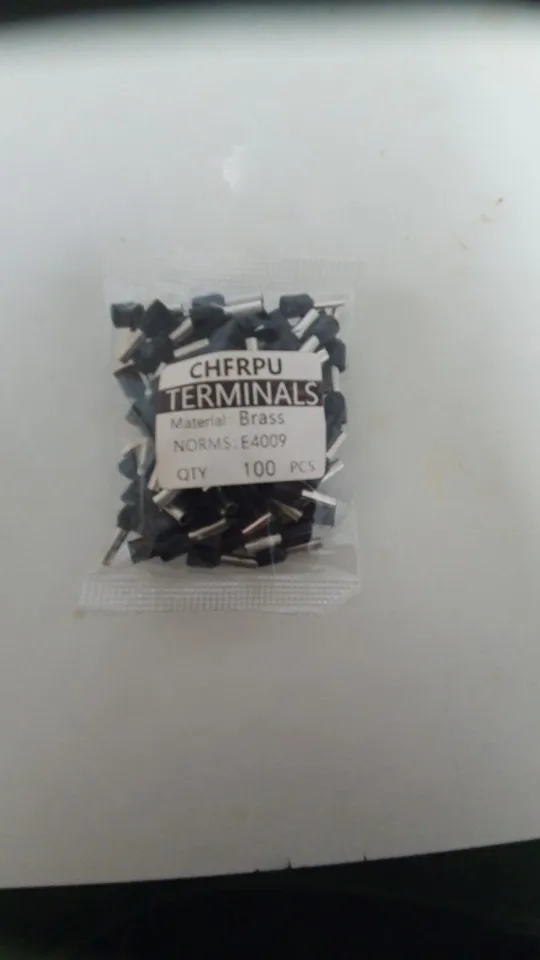 CHFRPU
TERMINALS
Material: Brass
NORMS: E4009
QTY 100 PCS